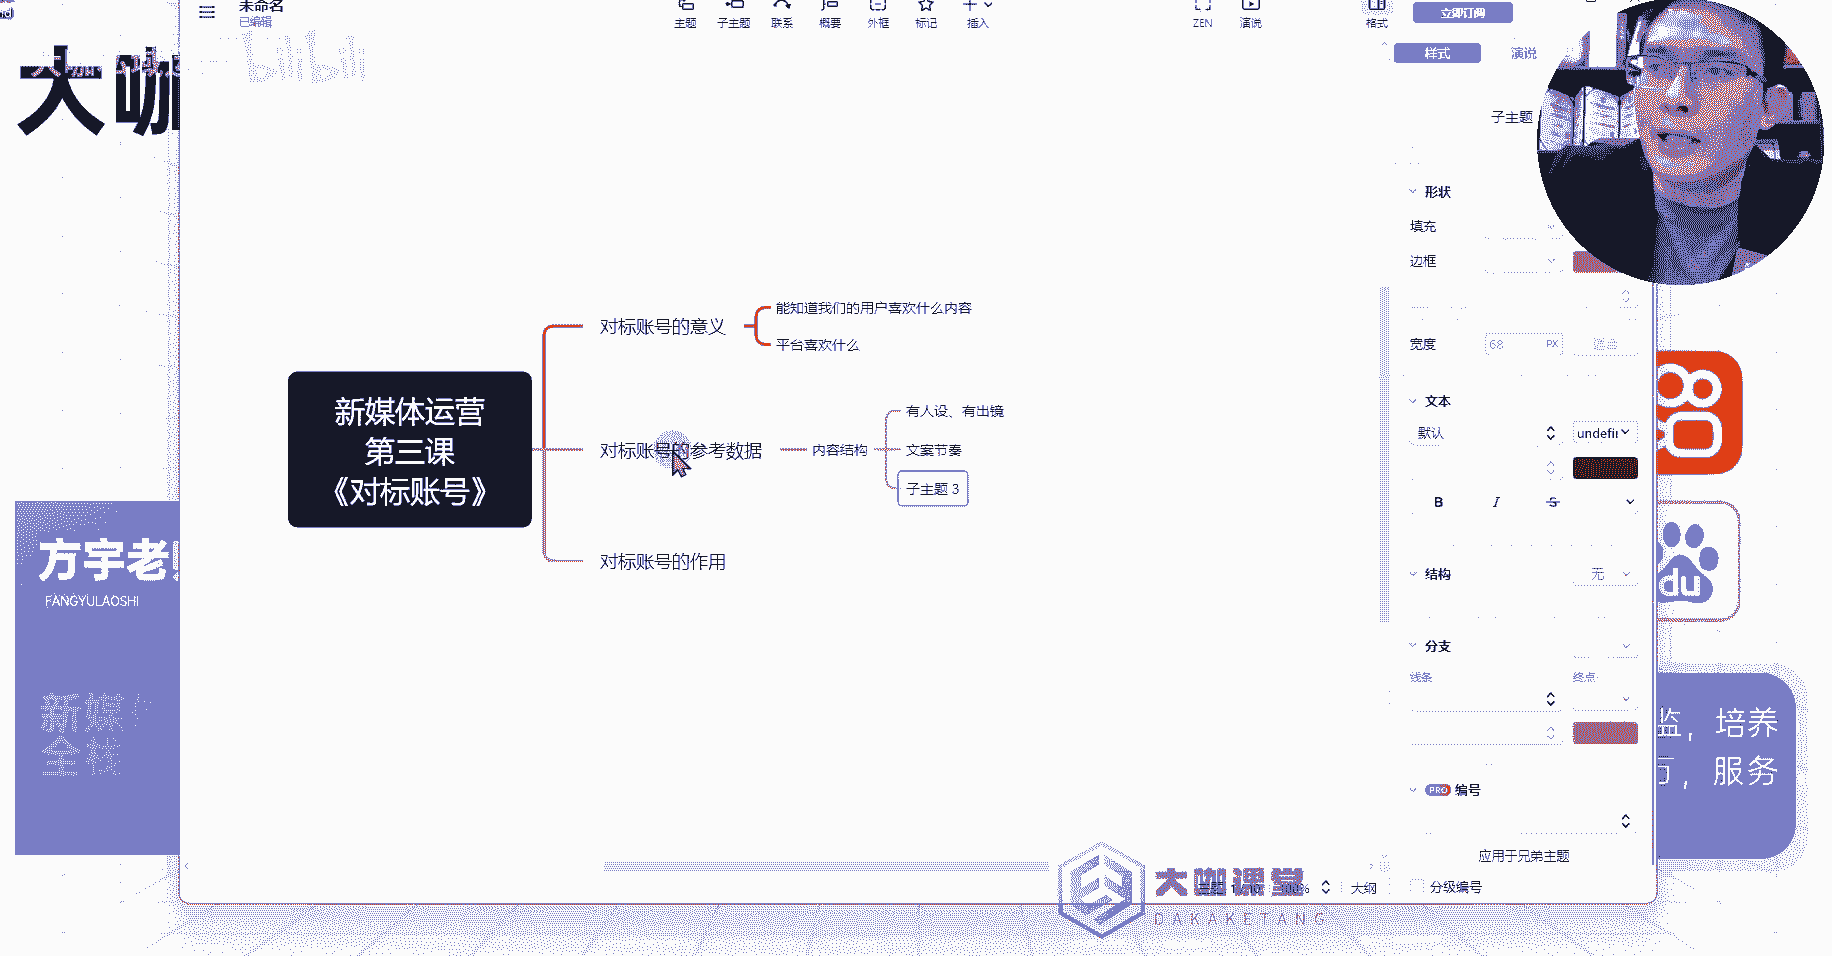 未命名
已编辑
主题
子主题
联系
概要
外框
标记
插入
ZEN
演说
格式
立即订阅
样式
演说
bilibili
大咖
子主题
形状
填充
边框
宽度
68
PX
文本
默认
undefi
B
I
S
结构
无
分支
线条
终点
PRO 编号
应用于兄弟主题
分级编号
新媒体运营
第三课
《对标账号》
对标账号的意义
能知道我们的用户喜欢什么内容
平台喜欢什么
对标账号的参考数据
内容结构
有人设、有出镜
文案节奏
子主题 3
对标账号的作用
方宇老
FANGYULAOSHI
新媒
全栈
du
监，培养
万，服务
大咖课堂
DAKAKETANG
大纲